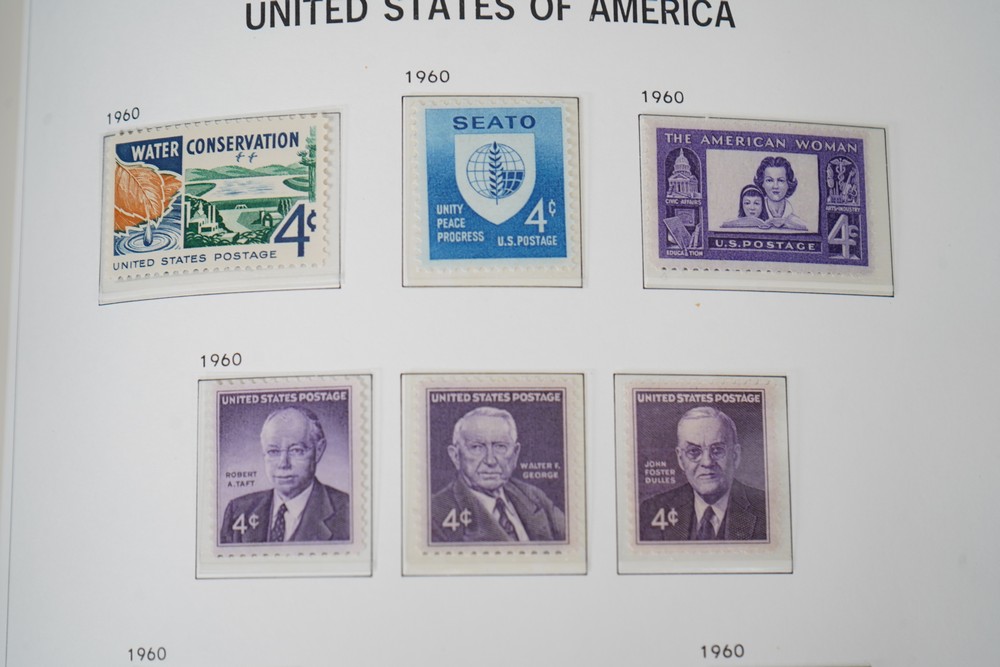 UNITED STATES OF AMERICA
1960
WATER CONSERVATION
4¢
UNITED STATES POSTAGE
1960
SEATO
UNITY
PEACE
PROGRESS
4¢
U.S. POSTAGE
1960
THE AMERICAN WOMAN
CIVIC AFFAIRS
ARTS-INDUSTRY
EDUCATION
U.S. POSTAGE
4¢
1960
UNITED STATES POSTAGE
ROBERT
A. TAFT
4¢
UNITED STATES POSTAGE
WALTER F.
GEORGE
4¢
UNITED STATES POSTAGE
JOHN
FOSTER
DULLES
4¢
1960
1960